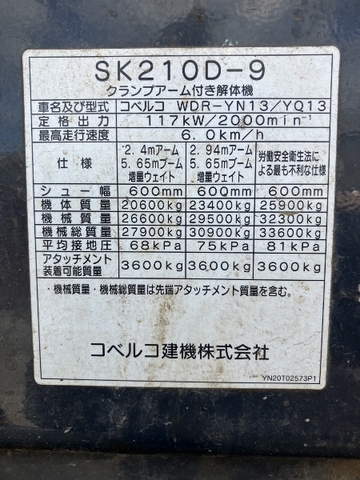 SK210D-9
クランプアーム付き解体機
車名及び型式 コベルコ WDR-YN13/YQ13
定格出力 117kW/2000min⁻¹
最高走行速度 6.0km/h
仕様 2.4mアーム 5.65mブーム 増量ウェイト 2.94mアーム 5.65mブーム 増量ウェイト 労働安全衛生法による最も不利な仕様
シュー幅 600mm 600mm 600mm
機体質量 20600kg 23400kg 25900kg
機械質量 26600kg 29500kg 32300kg
機械総質量 27900kg 30900kg 33600kg
平均接地圧 68kPa 75kPa 81kPa
アタッチメント装着可能質量 3600kg 3600kg 3600kg
・機械質量・機械総質量は先端アタッチメント質量を含む。
コベルコ建機株式会社
YN20T02573P1